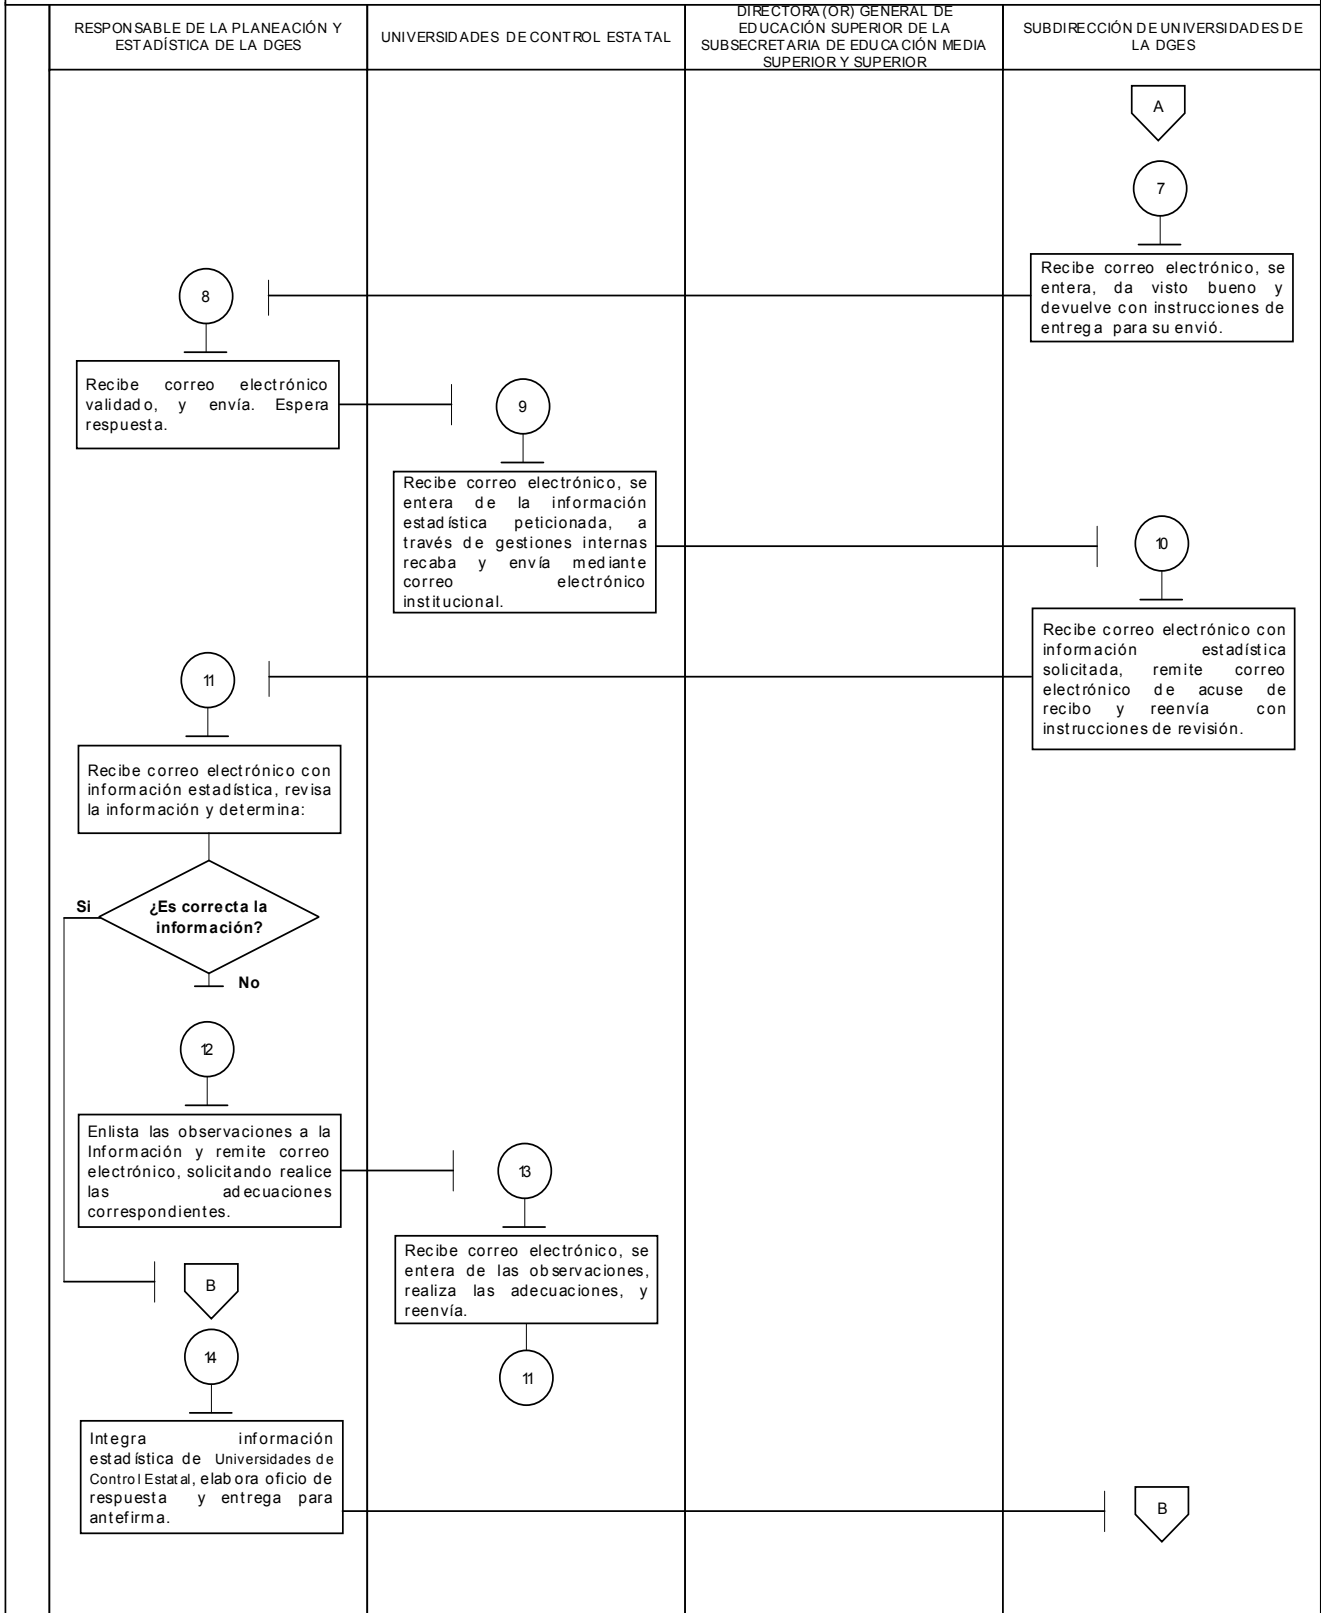 RESPONSABLE DE LA PLANEACIÓN Y
ESTADÍSTICA DE LA DGES
UNIVERSIDADES DE CONTROL ESTATAL
DIRECTORA(OR) GENERAL DE
EDUCACIÓN SUPERIOR DE LA
SUBSECRETARIA DE EDUCACIÓN MEDIA
SUPERIOR Y SUPERIOR
SUBDIRECCIÓN DE UNIVERSIDADES DE
LA DGES
A
7
Recibe correo electrónico, se
entera, da visto bueno y
devuelve con instrucciones de
entrega para su envió.
8
Recibe correo electrónico
validado, y envía. Espera
respuesta.
9
Recibe correo electrónico, se
entera de la información
estadística peticionada, a
través de gestiones internas
recaba y envía mediante
correo electrónico
institucional.
10
Recibe correo electrónico con
información estadística
solicitada, remite correo
electrónico de acuse de
recibo y reenvía con
instrucciones de revisión.
11
Recibe correo electrónico con
información estadística, revisa
la información y determina:
Si
¿Es correcta la
información?
No
12
Enlista las observaciones a la
Información y remite correo
electrónico, solicitando realice
las adecuaciones
correspondientes.
13
Recibe correo electrónico, se
entera de las observaciones,
realiza las adecuaciones, y
reenvía.
11
B
14
Integra información
estadística de Universidades de
Control Estatal, elabora oficio de
respuesta y entrega para
antefirma.
B